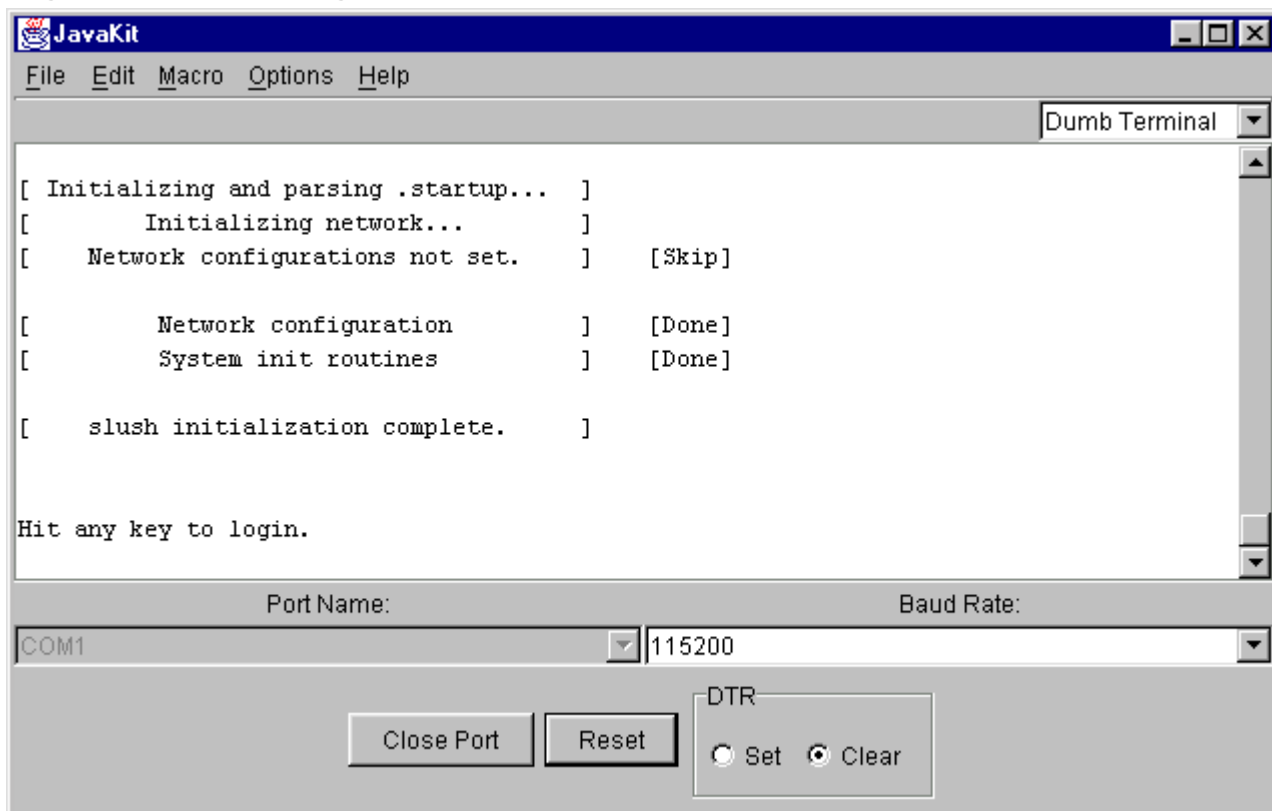 JavaKit
File Edit Macro Options Help
Dumb Terminal
[ Initializing and parsing .startup... ]
[ Initializing network... ]
[ Network configurations not set. ] [Skip]
[ Network configuration ] [Done]
[ System init routines ] [Done]
[ slush initialization complete. ]
Hit any key to login.
Port Name: Baud Rate:
COM1 115200
DTR
Close Port Reset Set Clear